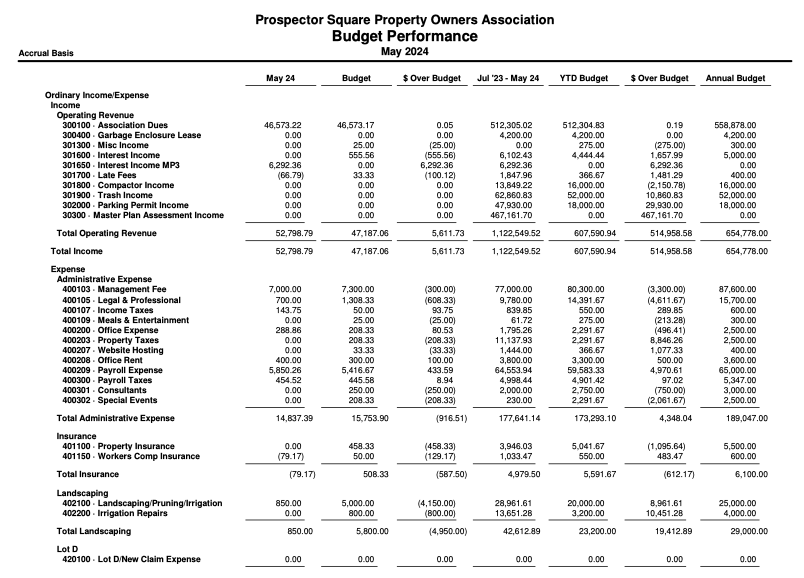 Prospector Square Property Owners Association
Budget Performance
Accrual Basis May 2024
May 24 Budget $ Over Budget Jul '23 - May 24 YTD Budget $ Over Budget Annual Budget
Ordinary Income/Expense
Income
Operating Revenue
300100 · Association Dues 46,573.22 46,573.17 0.05 512,305.02 512,304.83 0.19 558,878.00
300400 · Garbage Enclosure Lease 0.00 0.00 0.00 4,200.00 4,200.00 0.00 4,200.00
301300 · Misc Income 0.00 25.00 (25.00) 0.00 275.00 (275.00) 300.00
301600 · Interest Income 0.00 555.56 (555.56) 6,102.43 4,444.44 1,657.99 5,000.00
301650 · Interest Income MP3 6,292.36 0.00 6,292.36 6,292.36 0.00 6,292.36 0.00
301700 · Late Fees (66.79) 33.33 (100.12) 1,847.96 366.67 1,481.29 400.00
301800 · Compactor Income 0.00 0.00 0.00 13,849.22 16,000.00 (2,150.78) 16,000.00
301900 · Trash Income 0.00 0.00 0.00 62,860.83 52,000.00 10,860.83 52,000.00
302000 · Parking Permit Income 0.00 0.00 0.00 47,930.00 18,000.00 29,930.00 18,000.00
30300 · Master Plan Assessment Income 0.00 0.00 0.00 467,161.70 0.00 467,161.70 0.00
Total Operating Revenue 52,798.79 47,187.06 5,611.73 1,122,549.52 607,590.94 514,958.58 654,778.00
Total Income 52,798.79 47,187.06 5,611.73 1,122,549.52 607,590.94 514,958.58 654,778.00
Expense
Administrative Expense
400103 · Management Fee 7,000.00 7,300.00 (300.00) 77,000.00 80,300.00 (3,300.00) 87,600.00
400105 · Legal & Professional 700.00 1,308.33 (608.33) 9,780.00 14,391.67 (4,611.67) 15,700.00
400107 · Income Taxes 143.75 50.00 93.75 839.85 550.00 289.85 600.00
400109 · Meals & Entertainment 0.00 25.00 (25.00) 61.72 275.00 (213.28) 300.00
400200 · Office Expense 288.86 208.33 80.53 1,795.26 2,291.67 (496.41) 2,500.00
400203 · Property Taxes 0.00 208.33 (208.33) 11,137.93 2,291.67 8,846.26 2,500.00
400207 · Website Hosting 0.00 33.33 (33.33) 1,444.00 366.67 1,077.33 400.00
400208 · Office Rent 400.00 300.00 100.00 3,800.00 3,300.00 500.00 3,600.00
400209 · Payroll Expense 5,850.26 5,416.67 433.59 64,553.94 59,583.33 4,970.61 65,000.00
400300 · Payroll Taxes 454.52 445.58 8.94 4,998.44 4,901.42 97.02 5,347.00
400301 · Consultants 0.00 250.00 (250.00) 2,000.00 2,750.00 (750.00) 3,000.00
400302 · Special Events 0.00 208.33 (208.33) 230.00 2,291.67 (2,061.67) 2,500.00
Total Administrative Expense 14,837.39 15,753.90 (916.51) 177,641.14 173,293.10 4,348.04 189,047.00
Insurance
401100 · Property Insurance 0.00 458.33 (458.33) 3,946.03 5,041.67 (1,095.64) 5,500.00
401150 · Workers Comp Insurance (79.17) 50.00 (129.17) 1,033.47 550.00 483.47 600.00
Total Insurance (79.17) 508.33 (587.50) 4,979.50 5,591.67 (612.17) 6,100.00
Landscaping
402100 · Landscaping/Pruning/Irrigation 850.00 5,000.00 (4,150.00) 28,961.61 20,000.00 8,961.61 25,000.00
402200 · Irrigation Repairs 0.00 800.00 (800.00) 13,651.28 3,200.00 10,451.28 4,000.00
Total Landscaping 850.00 5,800.00 (4,950.00) 42,612.89 23,200.00 19,412.89 29,000.00
Lot D
420100 · Lot D/New Claim Expense 0.00 0.00 0.00 0.00 0.00 0.00 0.00